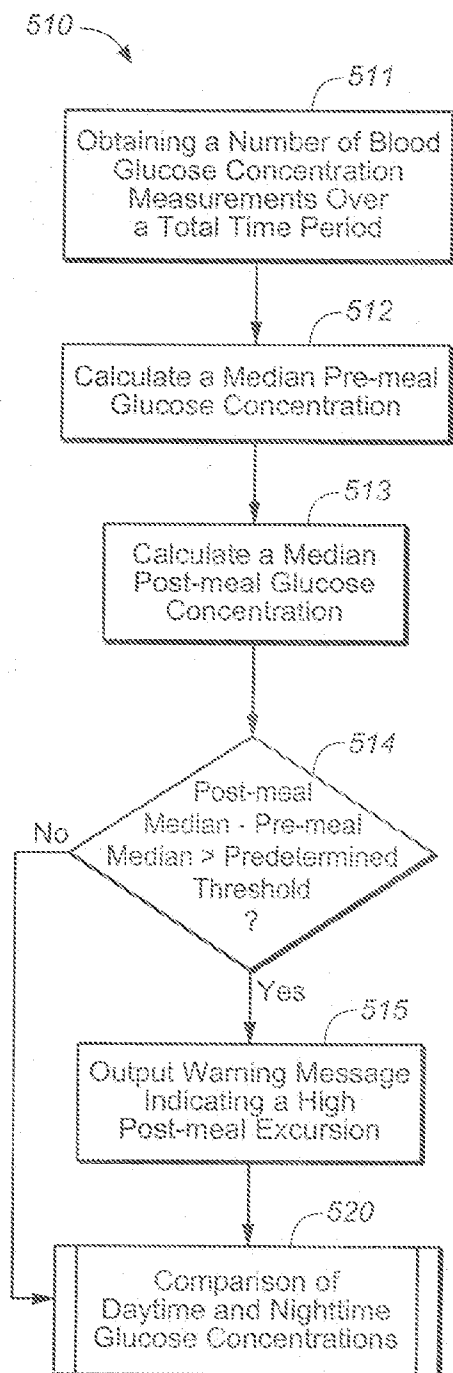 510
511
Obtaining a Number of Blood
Glucose Concentration
Measurements Over
a Total Time Period
512
Calculate a Median Pre-meal
Glucose Concentration
513
Calculate a Median
Post-meal Glucose
Concentration
514
Post-meal
Median - Pre-meal
Median > Predetermined
Threshold
?
No
Yes
515
Output Warning Message
Indicating a High
Post-meal Excursion
520
Comparison of
Daytime and Nighttime
Glucose Concentrations